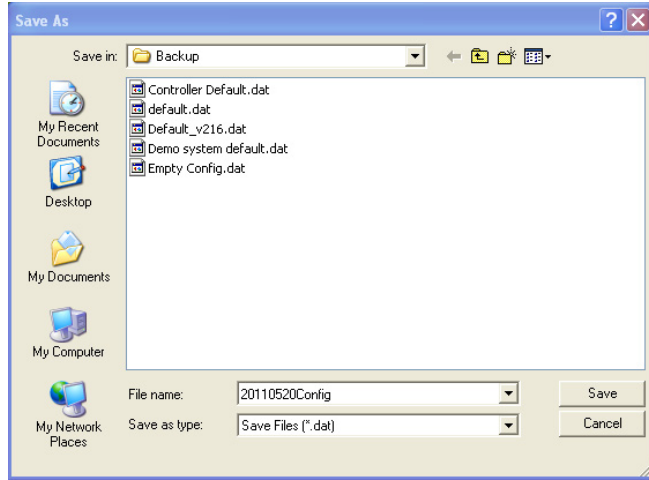 Save As
Save in:
Backup
My Recent
Documents
Desktop
My Documents
My Computer
My Network
Places
Controller Default.dat
default.dat
Default_v216.dat
Demo system default.dat
Empty Config.dat
File name:
20110520Config
Save
Save as type:
Save Files (*.dat)
Cancel